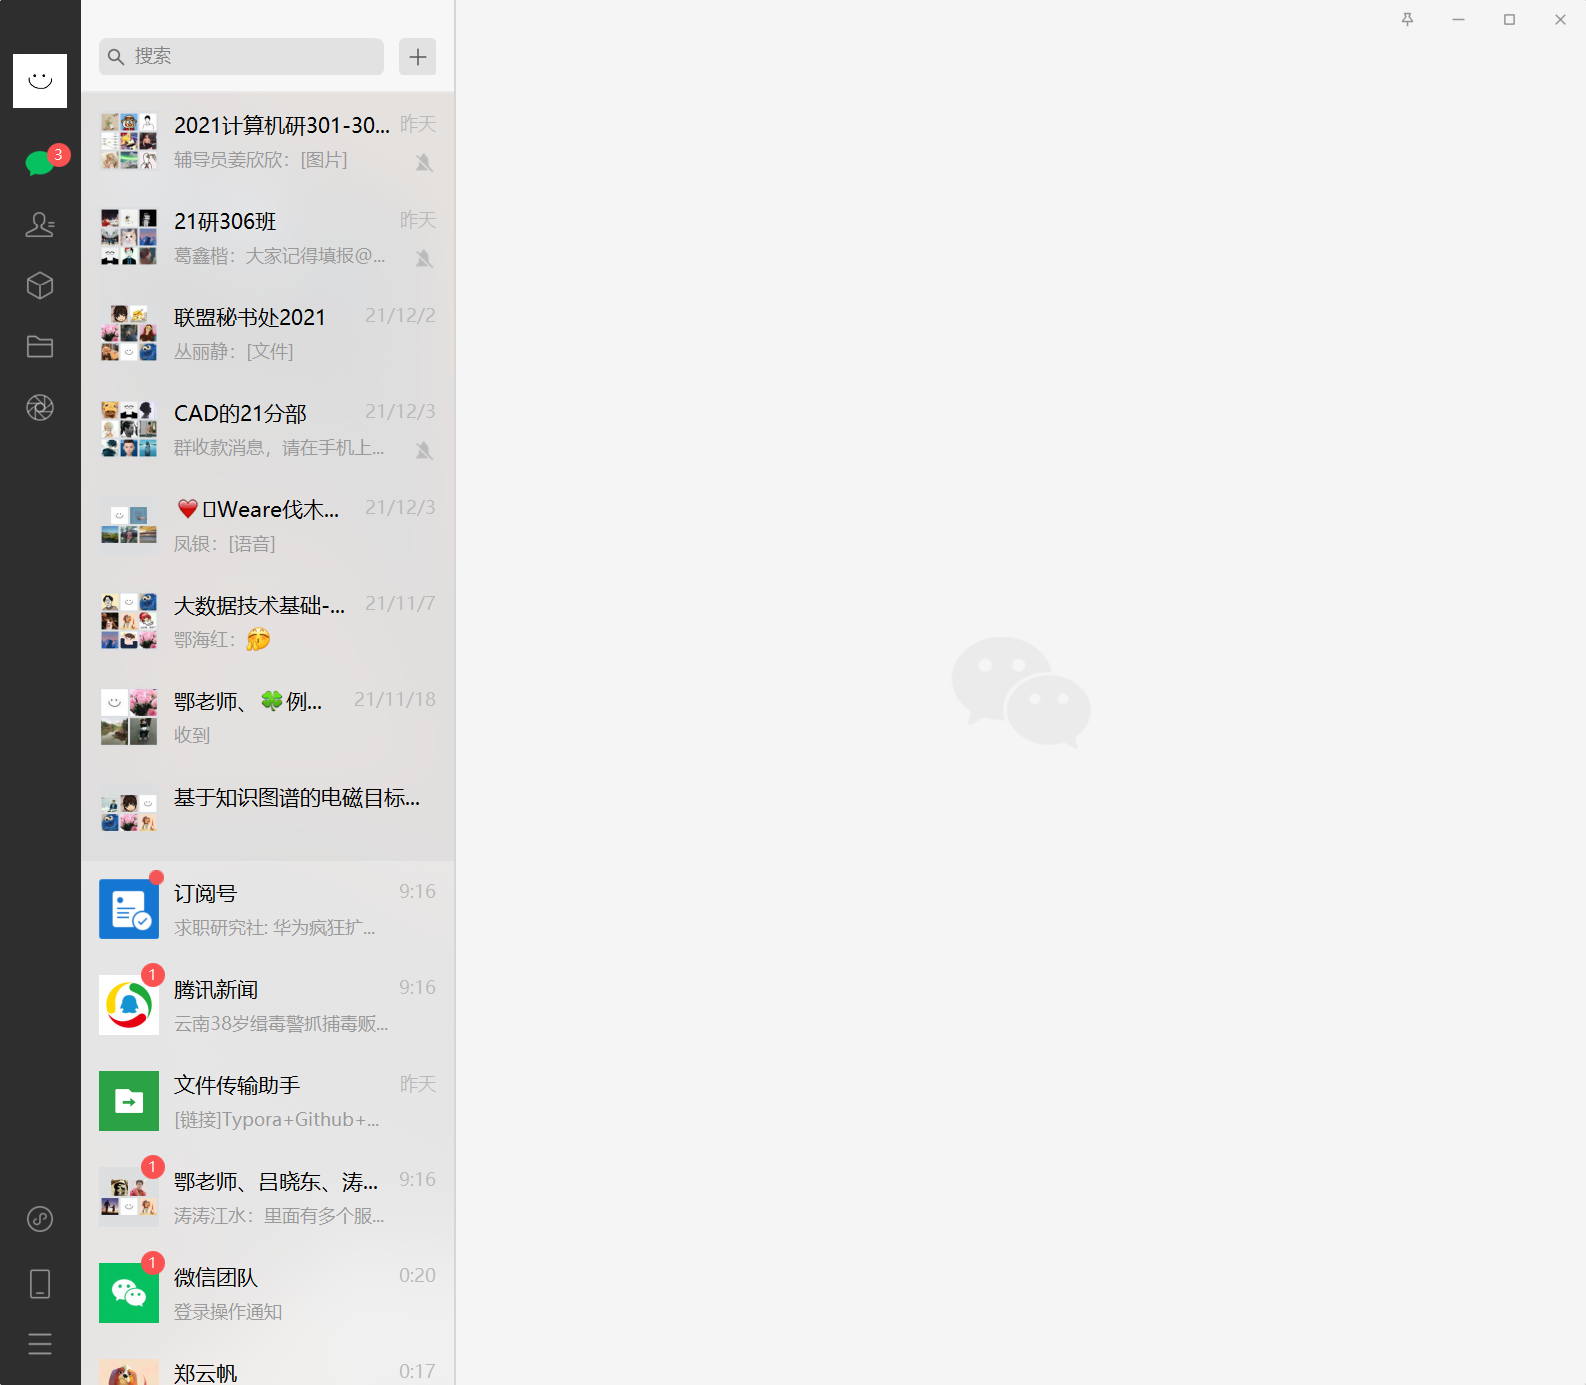 搜索
3
2021计算机研301-30... 昨天
辅导员姜欣欣：[图片]
21研306班 昨天
葛鑫楷：大家记得填报@...
联盟秘书处2021 21/12/2
丛丽静：[文件]
CAD的21分部 21/12/3
群收款消息，请在手机上...
Weare伐木... 21/12/3
凤银：[语音]
大数据技术基础-... 21/11/7
鄂海红：
鄂老师、🍀例... 21/11/18
收到
基于知识图谱的电磁目标...
订阅号 9:16
求职研究社: 华为疯狂扩...
1
腾讯新闻 9:16
云南38岁缉毒警抓捕毒贩...
文件传输助手 昨天
[链接]Typora+Github+...
1
鄂老师、吕晓东、涛... 9:16
涛涛江水：里面有多个服...
1
微信团队 0:20
登录操作通知
郑云帆 0:17